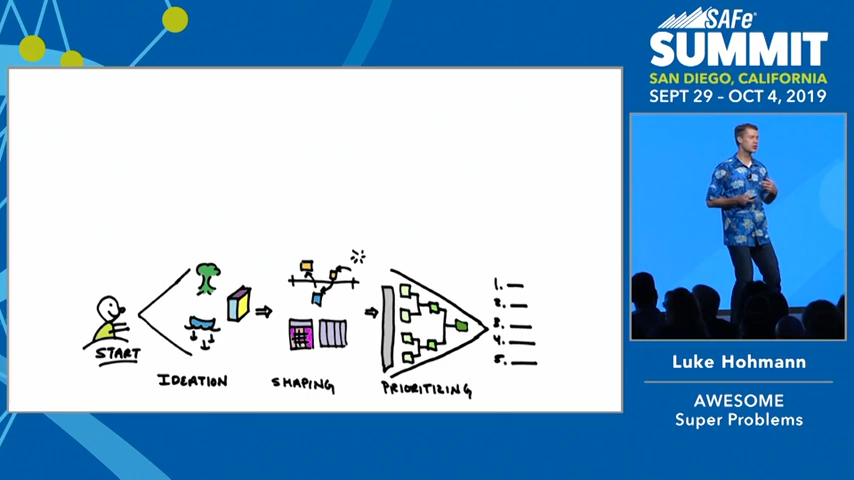 SAFe®
SUMMIT
SAN DIEGO, CALIFORNIA
SEPT 29 – OCT 4, 2019
1.
2.
3.
4.
5.
START
IDEATION
SHAPING
PRIORITIZING
Luke Hohmann
AWESOME
Super Problems